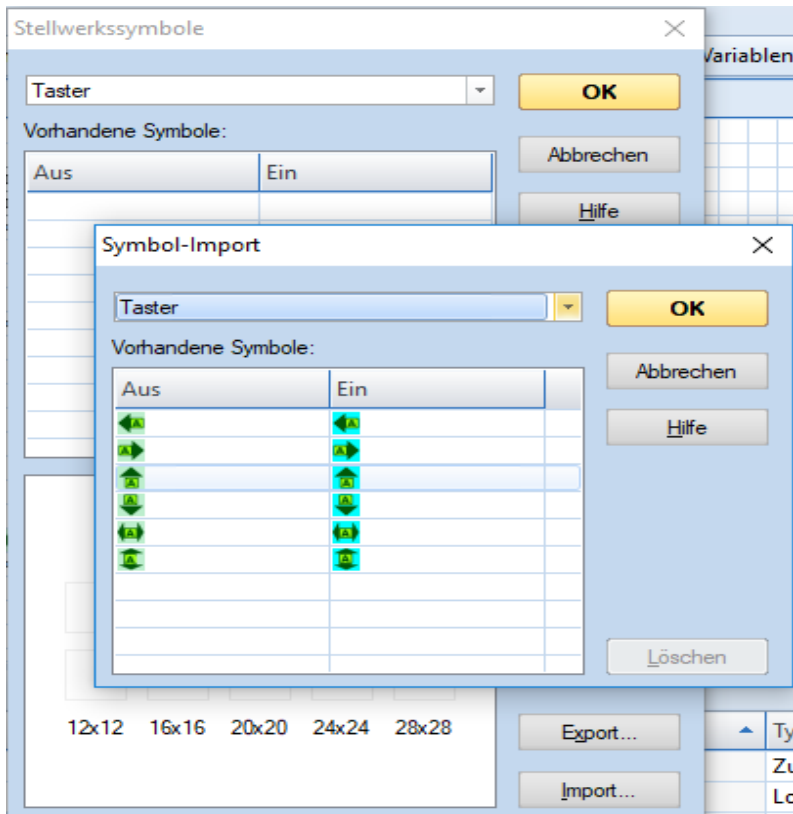 Stellwerkssymbole
Variablen
Taster
OK
Vorhandene Symbole:
Abbrechen
Aus Ein
Hilfe
Symbol-Import
Taster
OK
Vorhandene Symbole:
Abbrechen
Aus Ein
Hilfe
A A
A A
A A
A A
A A
A A
Löschen
12x12 16x16 20x20 24x24 28x28
Export...
Import...
Ty
Zu
Lo